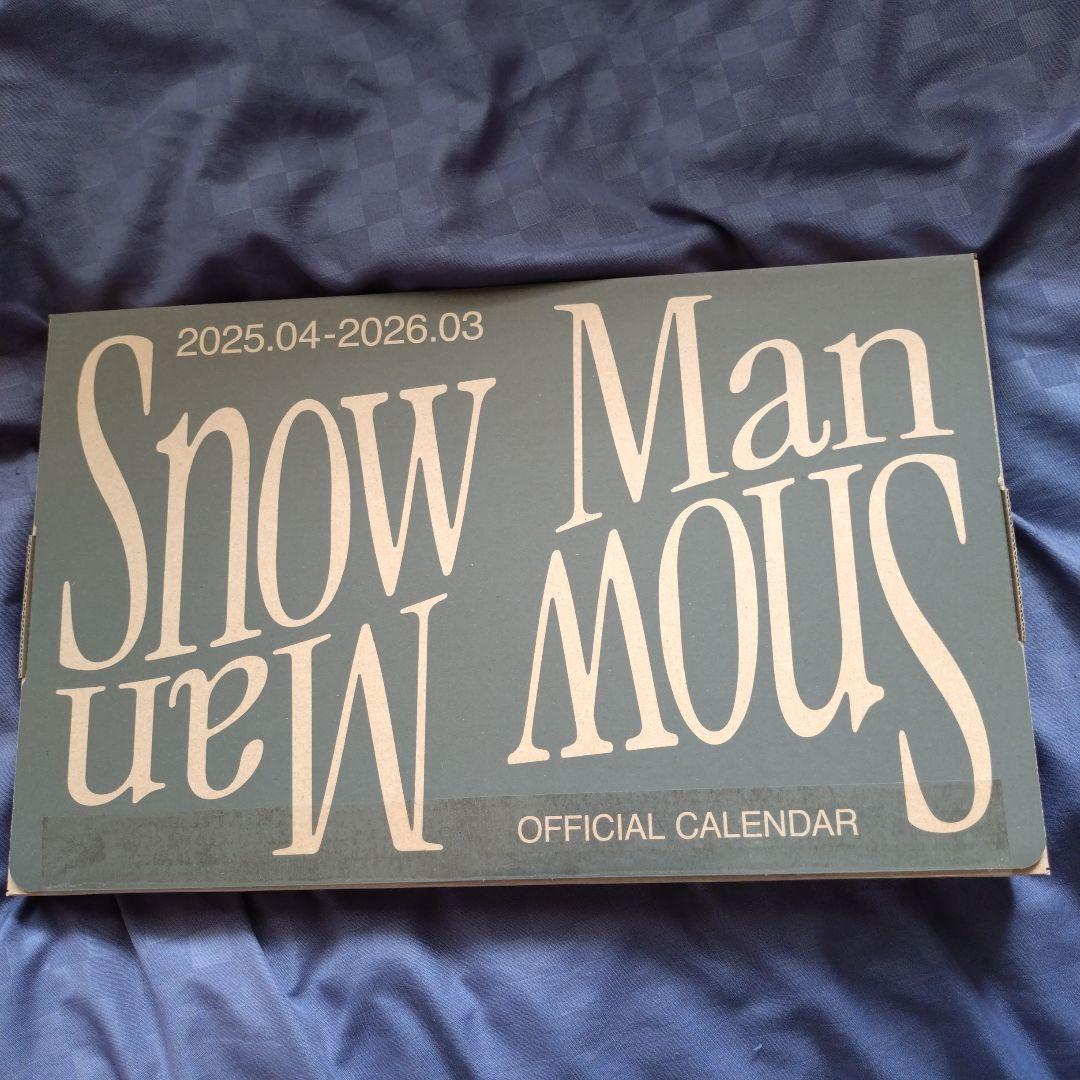 2025.04-2026.03
Snow Man
Snow Man
OFFICIAL CALENDAR